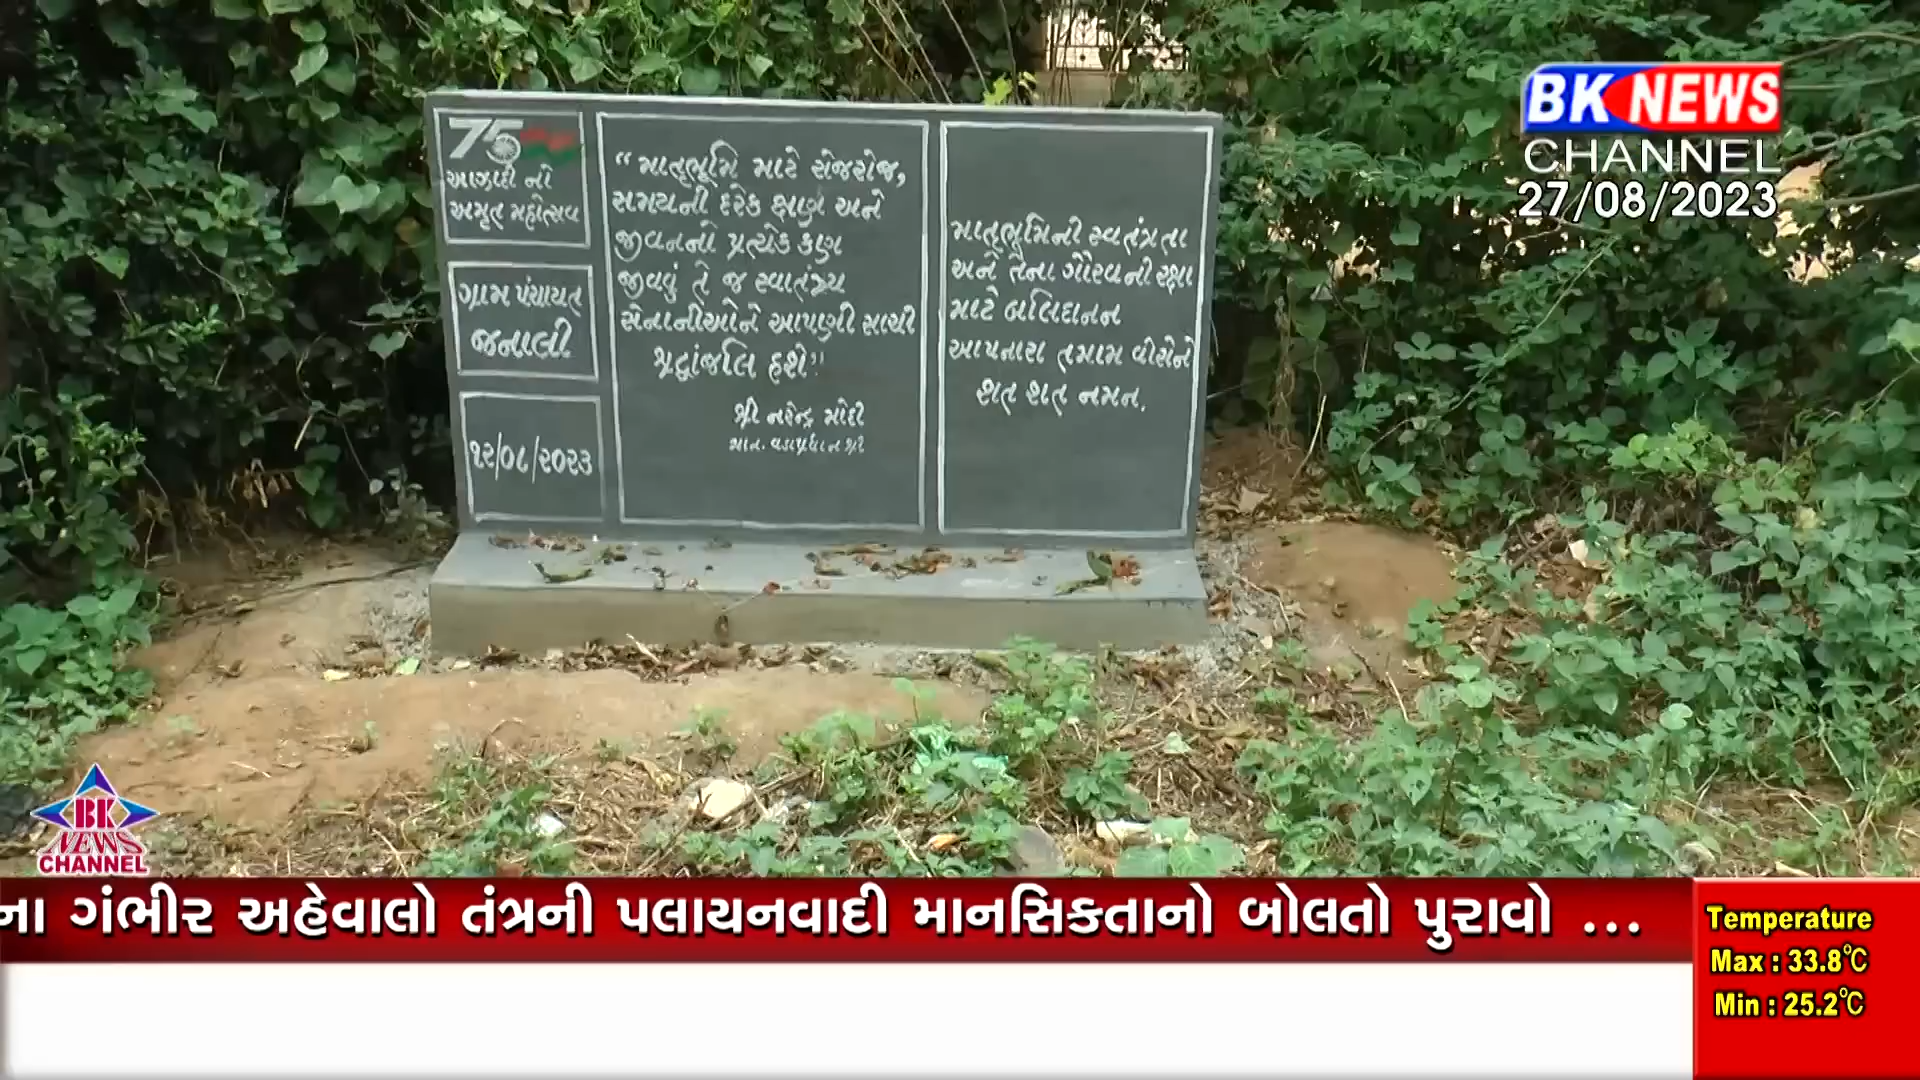 75
આઝાદી નો
અમૃત મહોત્સવ
ગ્રામ પંચાયત
જનાલી
૧૨/૦૮/૨૦૨૩
“માતૃભૂમિ માટે રોજરોજ,
સમયની દરેક ક્ષણ અને
જીવનનો પ્રત્યેક કણ
જીવવું તે જ સ્વાતંત્ર્ય
સેનાનીઓને આપણી સાચી
શ્રદ્ધાંજલિ હશે"
શ્રી નરેન્દ્ર મોદી
માન. વડાપ્રધાન શ્રી
માતૃભૂમિની સ્વતંત્રતા
અને તેના ગૌરવની રક્ષા
માટે બલિદાનન
આપનારા તમામ વીરોને
શત શત નમન.
BK NEWS
CHANNEL
27/08/2023
BK
NEWS
CHANNEL
ના ગંભીર અહેવાલો તંત્રની પલાયનવાદી માનસિકતાનો બોલતો પુરાવો ...
Temperature
Max : 33.8℃
Min : 25.2℃